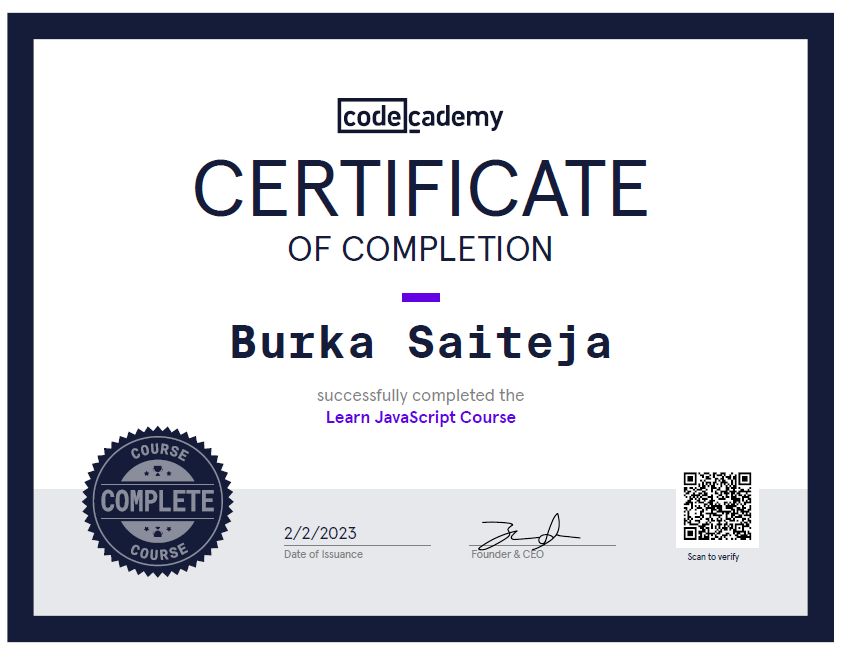 codecademy
CERTIFICATE
OF COMPLETION
Burka Saiteja
successfully completed the
Learn JavaScript Course
COURSE
COMPLETE
COURSE
2/2/2023
Date of Issuance
Founder & CEO
Scan to verify